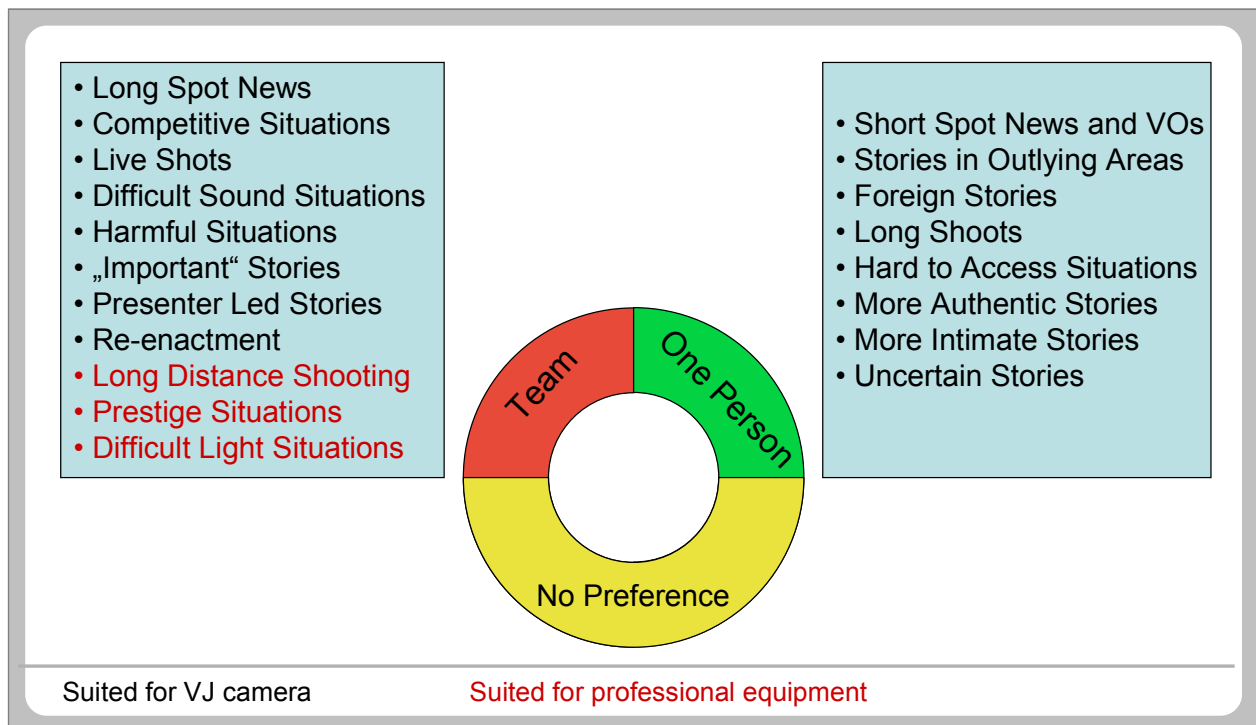 • Long Spot News
• Competitive Situations
• Live Shots
• Difficult Sound Situations
• Harmful Situations
• „Important“ Stories
• Presenter Led Stories
• Re-enactment
• Long Distance Shooting
• Prestige Situations
• Difficult Light Situations
• Short Spot News and VOs
• Stories in Outlying Areas
• Foreign Stories
• Long Shoots
• Hard to Access Situations
• More Authentic Stories
• More Intimate Stories
• Uncertain Stories
Team
One Person
No Preference
Suited for VJ camera
Suited for professional equipment